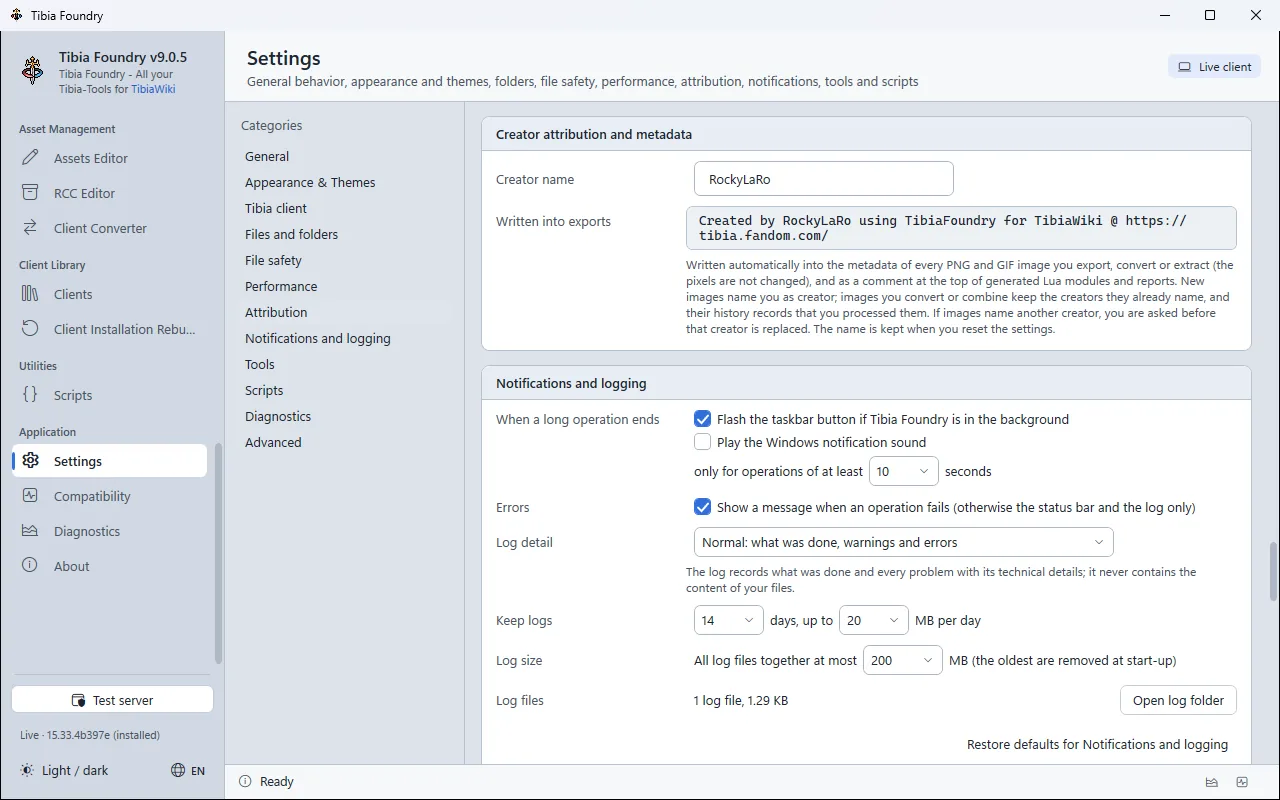 Tibia Foundry
Tibia Foundry v9.0.5
Tibia Foundry - All your
Tibia-Tools for TibiaWiki
Asset Management
Assets Editor
RCC Editor
Client Converter
Client Library
Clients
Client Installation Rebu...
Utilities
Scripts
Application
Settings
Compatibility
Diagnostics
About
Test server
Live · 15.33.4b397e (installed)
Light / dark
EN
Settings
General behavior, appearance and themes, folders, file safety, performance, attribution, notifications, tools and scripts
Live client
Categories
General
Appearance & Themes
Tibia client
Files and folders
File safety
Performance
Attribution
Notifications and logging
Tools
Scripts
Diagnostics
Advanced
Creator attribution and metadata
Creator name
RockyLaRo
Written into exports
Created by RockyLaRo using TibiaFoundry for TibiaWiki @ https://
tibia.fandom.com/
Written automatically into the metadata of every PNG and GIF image you export, convert or extract (the
pixels are not changed), and as a comment at the top of generated Lua modules and reports. New
images name you as creator; images you convert or combine keep the creators they already name, and
their history records that you processed them. If images name another creator, you are asked before
that creator is replaced. The name is kept when you reset the settings.
Notifications and logging
When a long operation ends
Flash the taskbar button if Tibia Foundry is in the background
Play the Windows notification sound
only for operations of at least 10 seconds
Errors
Show a message when an operation fails (otherwise the status bar and the log only)
Log detail
Normal: what was done, warnings and errors
The log records what was done and every problem with its technical details; it never contains the
content of your files.
Keep logs
14 days, up to 20 MB per day
Log size
All log files together at most 200 MB (the oldest are removed at start-up)
Log files
1 log file, 1.29 KB
Open log folder
Restore defaults for Notifications and logging
Ready